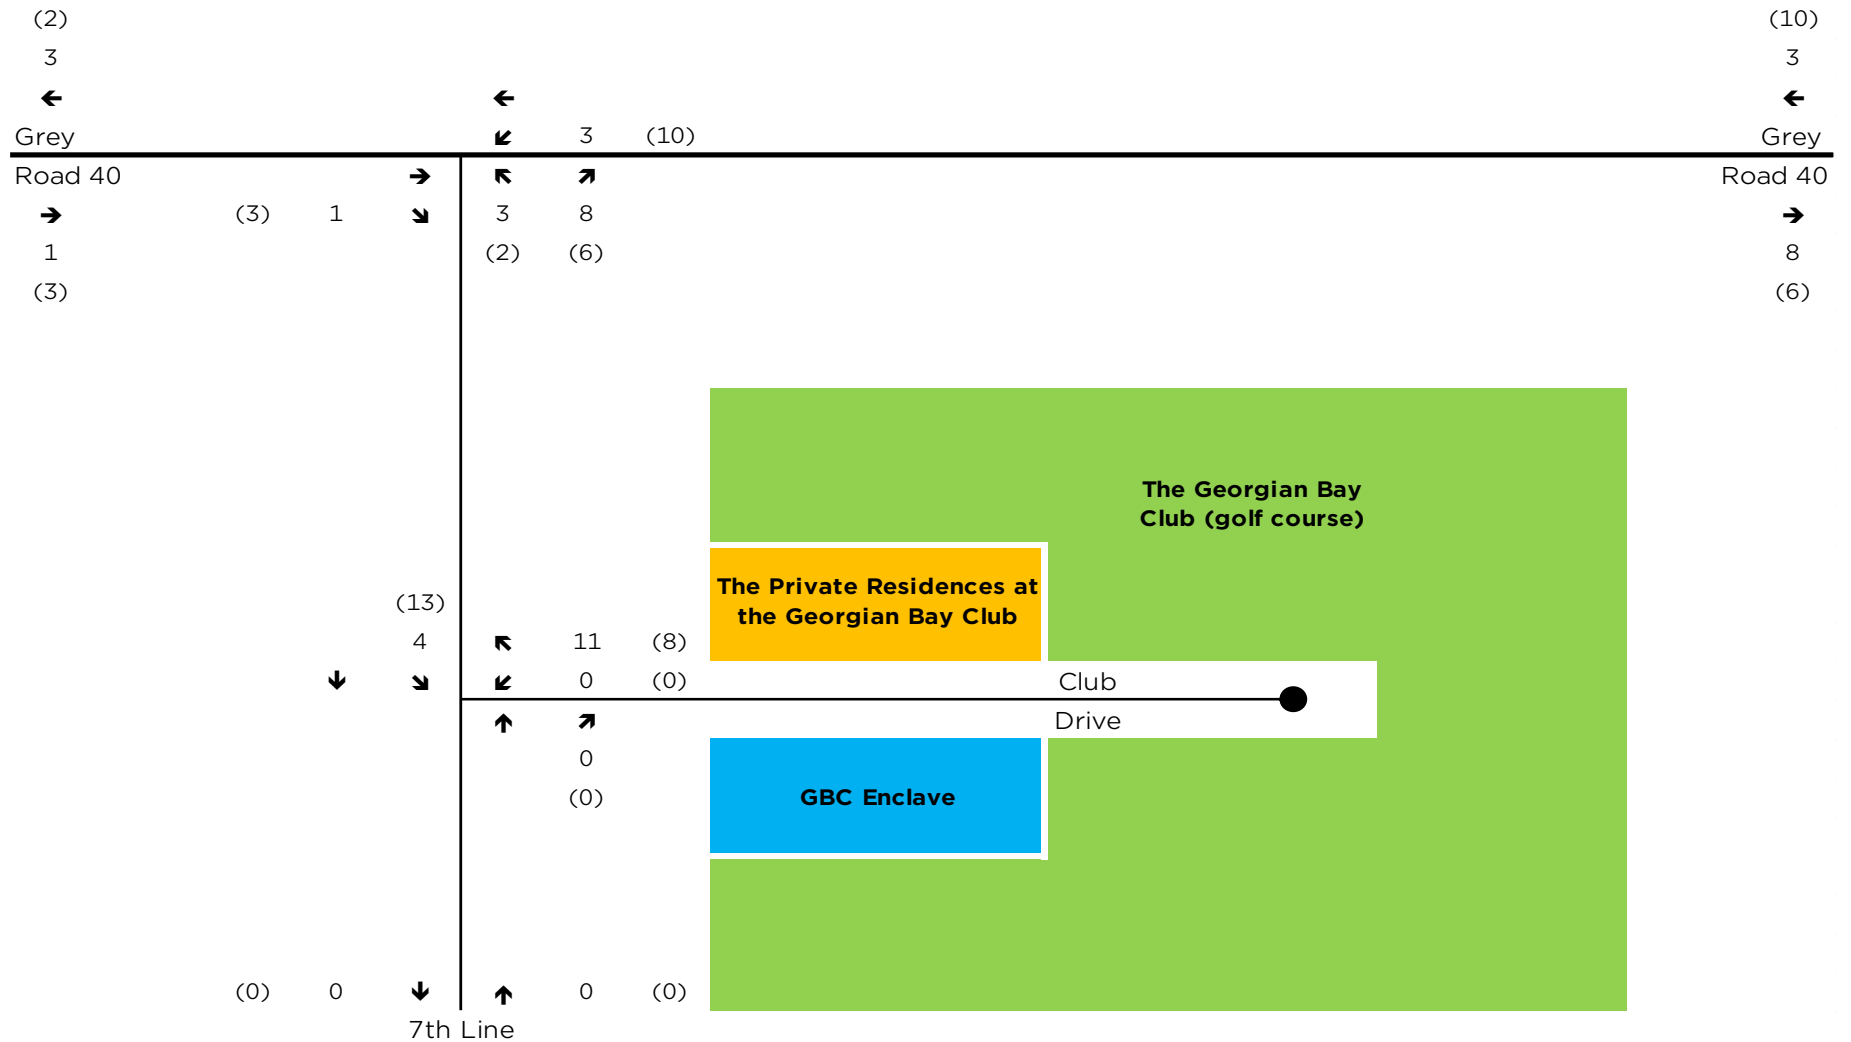 (2) (10)
3 3
🡸 🡸 🡸
Grey 🡿 3 (10) Grey
Road 40 🡺 🡼 🡽 Road 40
🡺 (3) 1 🡾 3 8 🡺
1 (2) (6) 8
(3) (6)
The Georgian Bay
Club (golf course)
The Private Residences at
the Georgian Bay Club
(13)
4 🡼 11 (8)
🡻 🡾 🡿 0 (0) Club
🡹 🡽 Drive
0
(0) GBC Enclave
(0) 0 🡻 🡹 0 (0)
7th Line